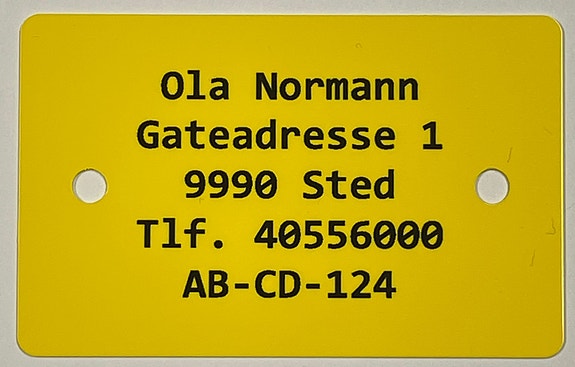 Ola Normann
Gateadresse 1
9990 Sted
Tlf. 40556000
AB-CD-124